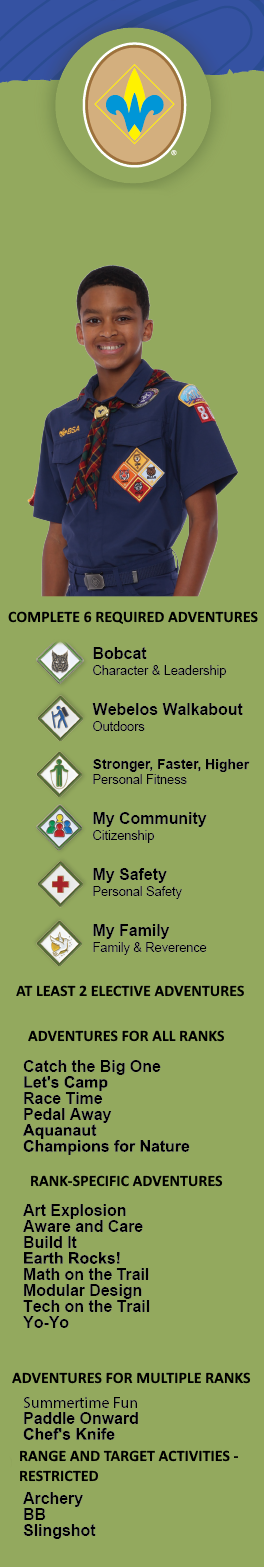 ®
BSA
8
COMPLETE 6 REQUIRED ADVENTURES
Bobcat
Character & Leadership
Webelos Walkabout
Outdoors
Stronger, Faster, Higher
Personal Fitness
My Community
Citizenship
My Safety
Personal Safety
My Family
Family & Reverence
AT LEAST 2 ELECTIVE ADVENTURES
ADVENTURES FOR ALL RANKS
Catch the Big One
Let's Camp
Race Time
Pedal Away
Aquanaut
Champions for Nature
RANK-SPECIFIC ADVENTURES
Art Explosion
Aware and Care
Build It
Earth Rocks!
Math on the Trail
Modular Design
Tech on the Trail
Yo-Yo
ADVENTURES FOR MULTIPLE RANKS
Summertime Fun
Paddle Onward
Chef's Knife
RANGE AND TARGET ACTIVITIES -
RESTRICTED
Archery
BB
Slingshot